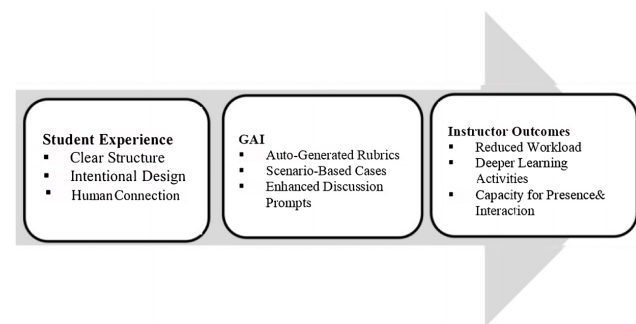 Student Experience
▪ Clear Structure
▪ Intentional Design
▪ Human Connection
GAI
▪ Auto-Generated Rubrics
▪ Scenario-Based Cases
▪ Enhanced Discussion
Prompts
Instructor Outcomes
▪ Reduced Workload
▪ Deeper Learning
Activities
▪ Capacity for Presence&
Interaction